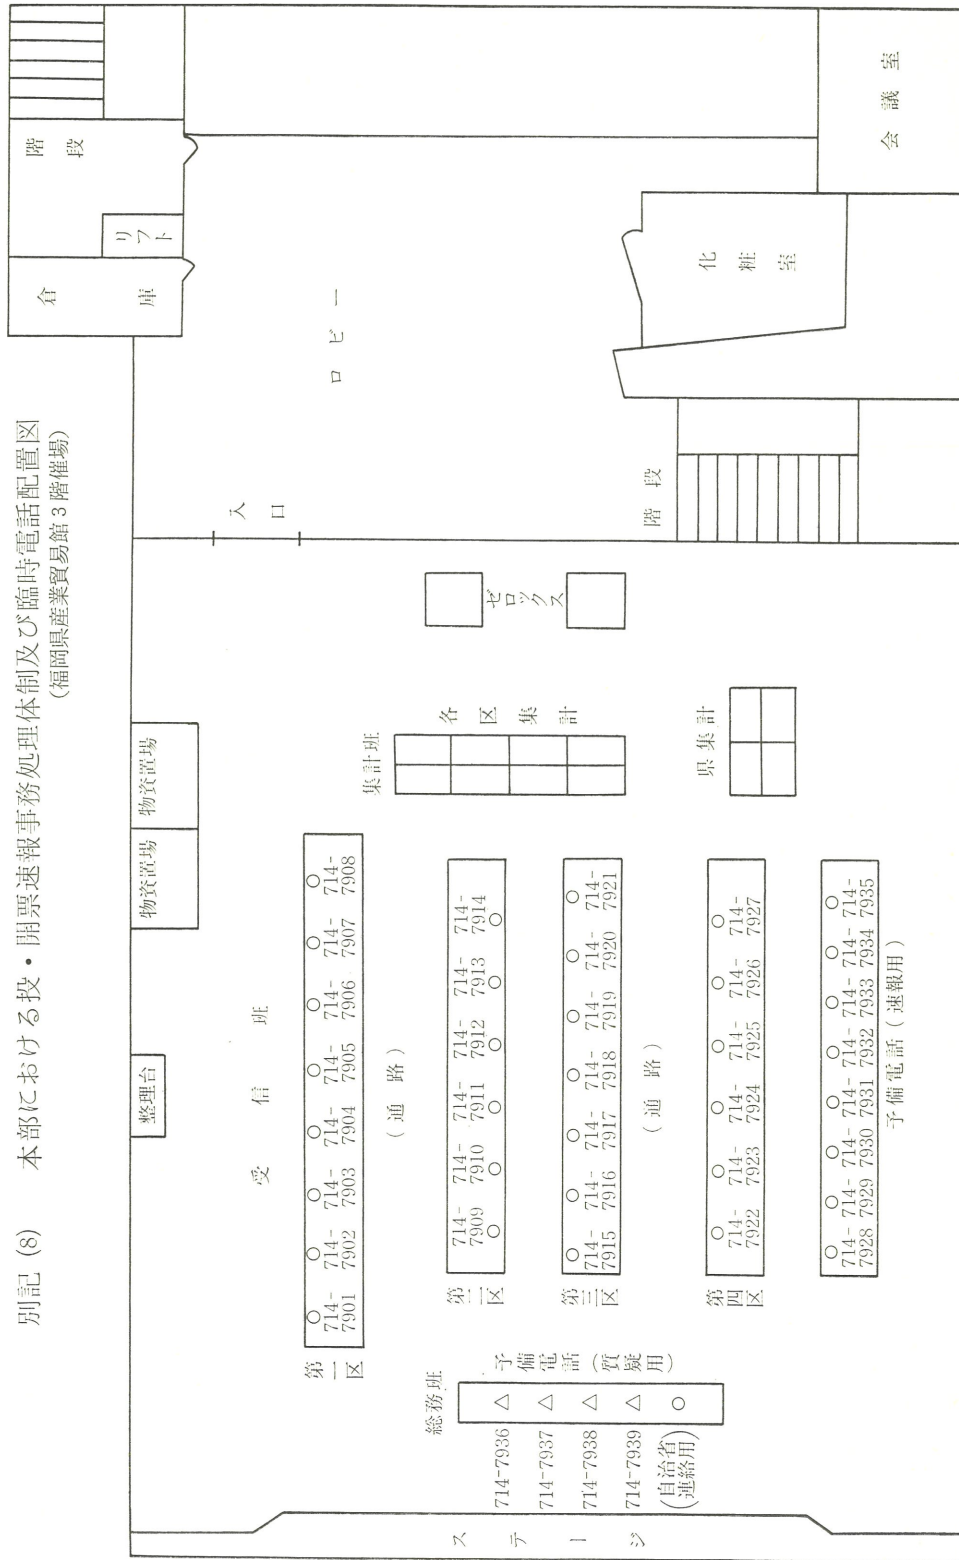 別記 (8)　本部における投・開票速報事務処理体制及び臨時電話配置図
（福岡県産業貿易館3階催場）
階段
リフト
倉庫
ロビー
会議室
化粧室
階段
入口
ゼロックス
物資置場
物資置場
整理台
集計班
各区集計
県集計
受信班
第一区
714-7901
714-7902
714-7903
714-7904
714-7905
714-7906
714-7907
714-7908
（通路）
第二区
714-7909
714-7910
714-7911
714-7912
714-7913
714-7914
第三区
714-7915
714-7916
714-7917
714-7918
714-7919
714-7920
714-7921
（通路）
第四区
714-7922
714-7923
714-7924
714-7925
714-7926
714-7927
714-7928
714-7929
714-7930
714-7931
714-7932
714-7933
714-7934
714-7935
予備電話（速報用）
総務班
予備電話（質疑用）
714-7936 △
714-7937 △
714-7938 △
714-7939 △
（自治省連絡用） ○
ステージ